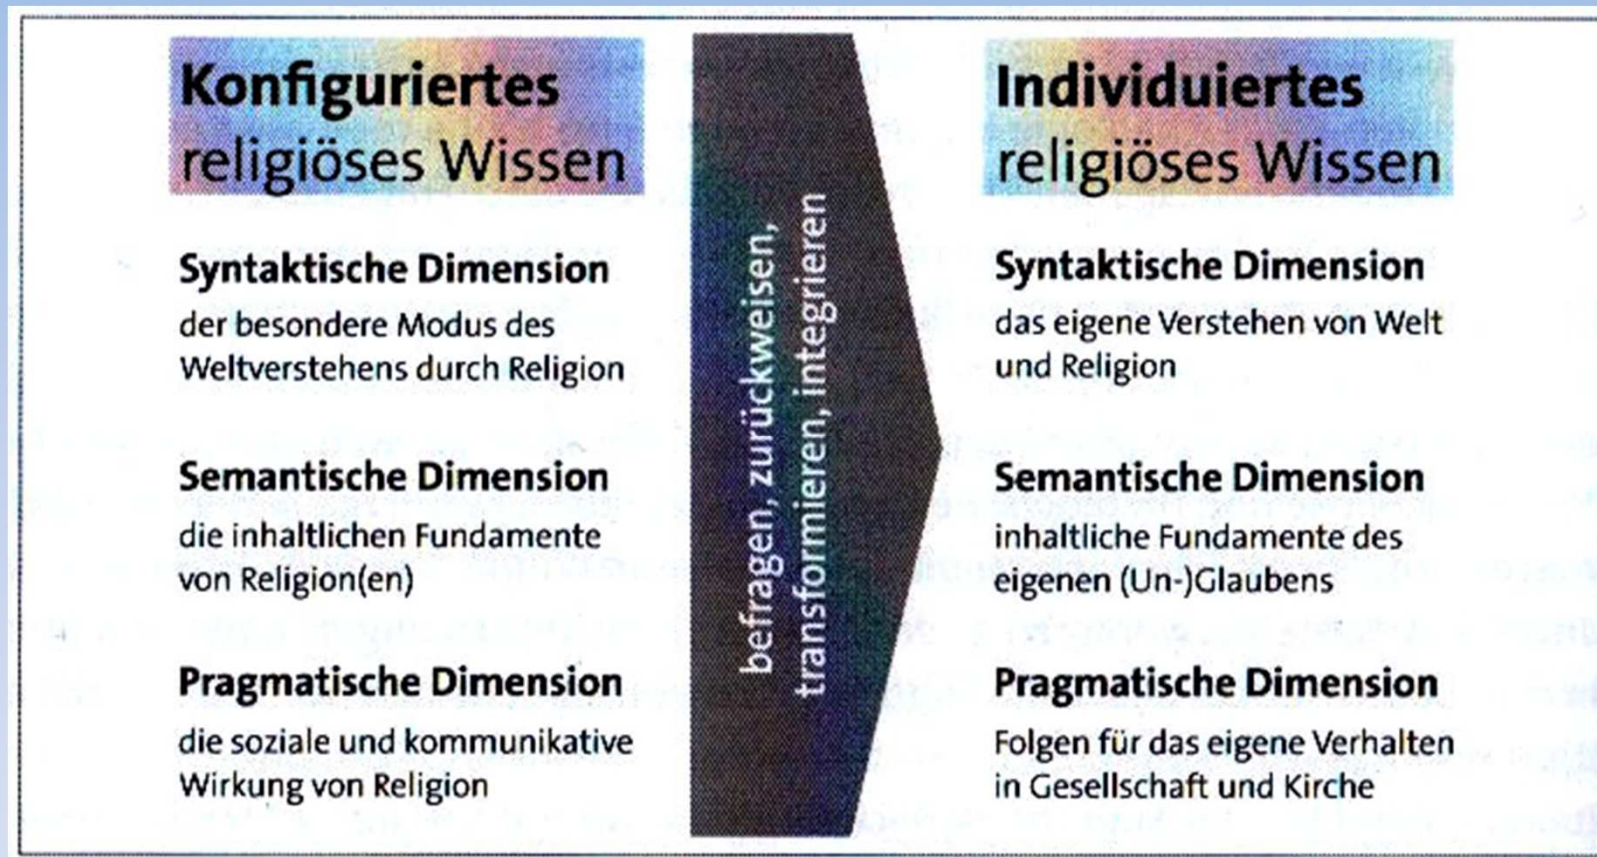 Konfiguriertes
religiöses Wissen
Syntaktische Dimension
der besondere Modus des
Weltverstehens durch Religion
Semantische Dimension
die inhaltlichen Fundamente
von Religion(en)
Pragmatische Dimension
die soziale und kommunikative
Wirkung von Religion
befragen, zurückweisen,
transformieren, integrieren
Individuiertes
religiöses Wissen
Syntaktische Dimension
das eigene Verstehen von Welt
und Religion
Semantische Dimension
inhaltliche Fundamente des
eigenen (Un-)Glaubens
Pragmatische Dimension
Folgen für das eigene Verhalten
in Gesellschaft und Kirche